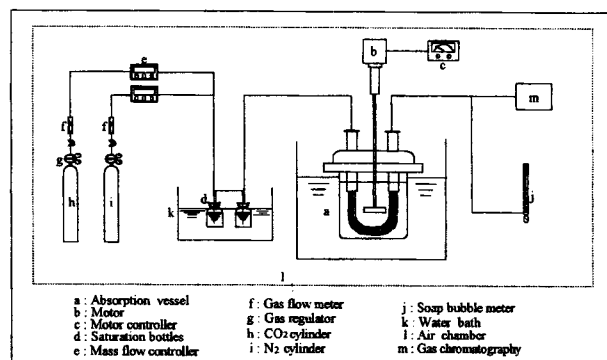 e
b
c
m
f
f
g
h
i
d
k
a
j
l
a : Absorption vessel
b : Motor
c : Motor controller
d : Saturation bottles
e : Mass flow controller
f : Gas flow meter
g : Gas regulator
h : CO2 cylinder
i : N2 cylinder
j : Soap bubble meter
k : Water bath
l : Air chamber
m : Gas chromatography